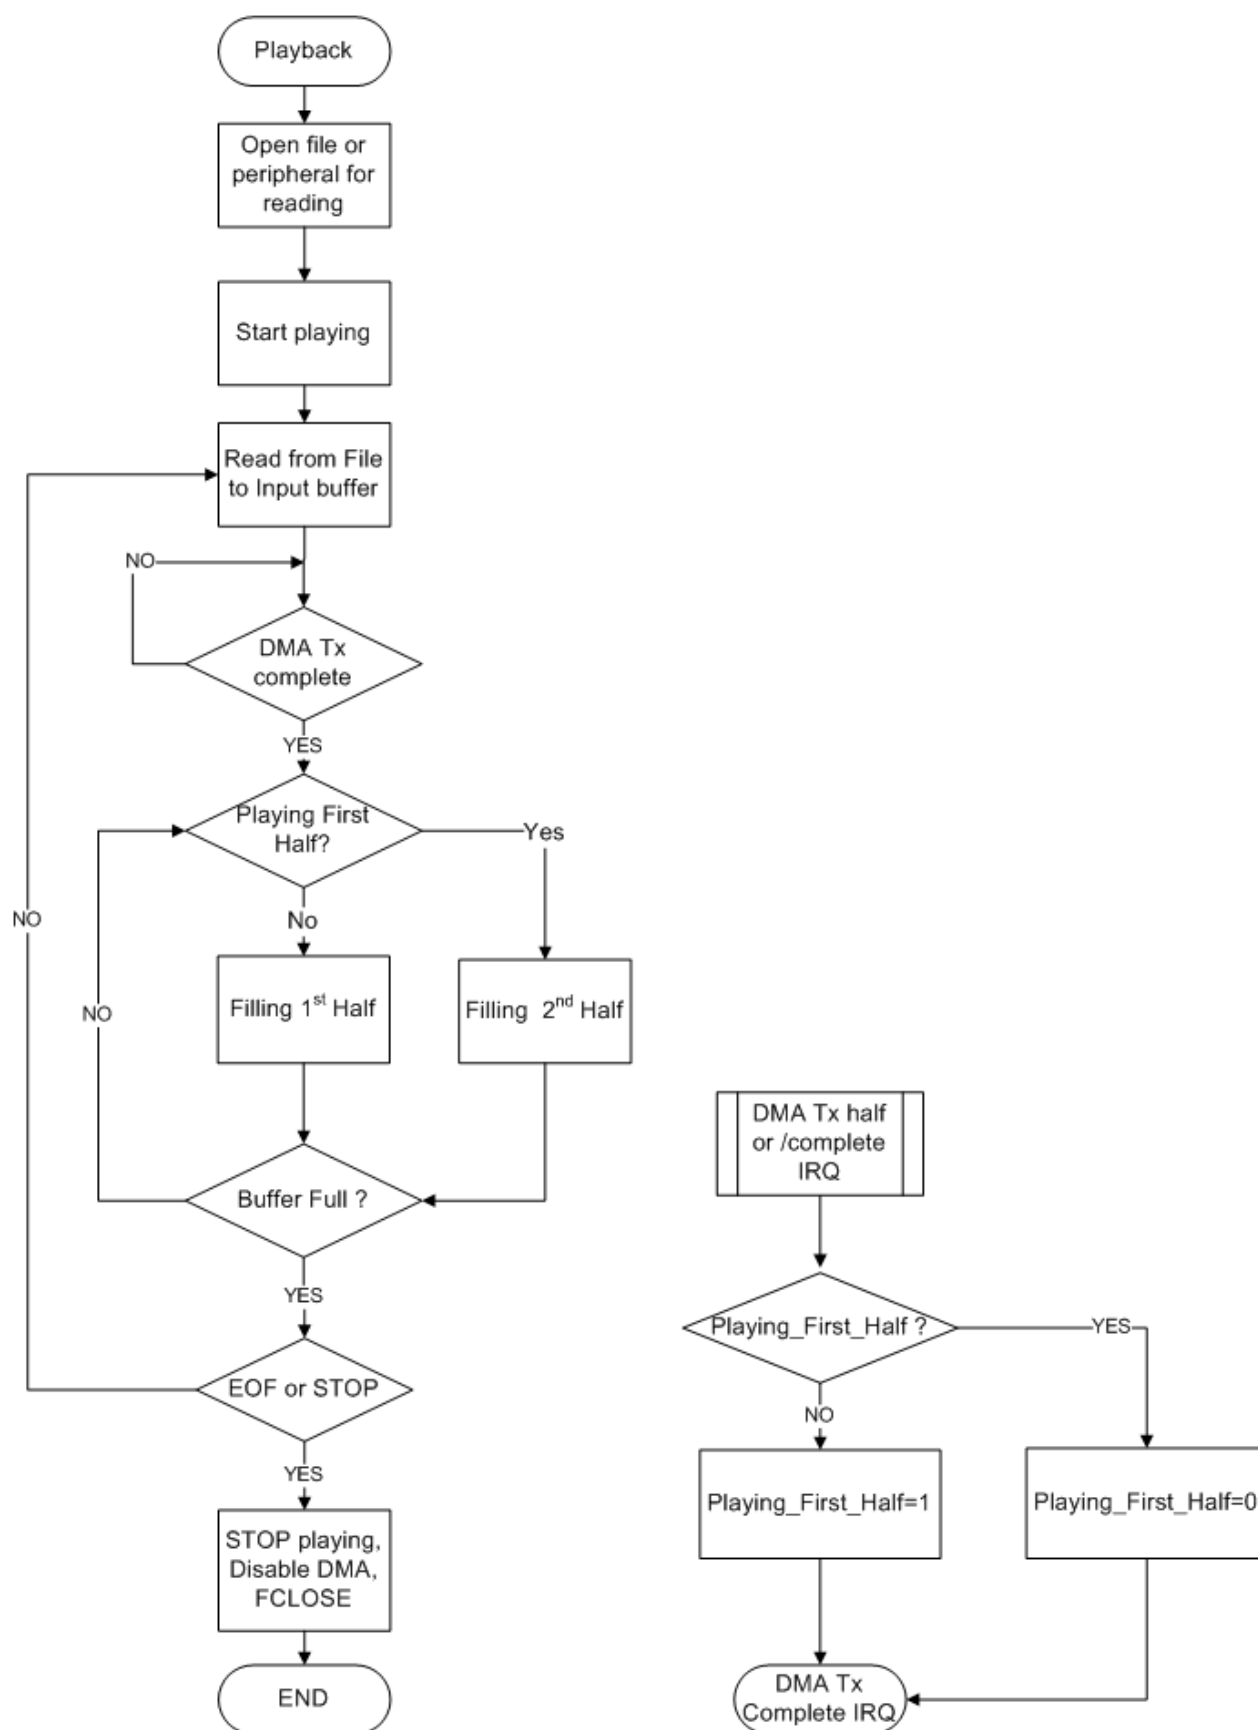 Playback
Open file or
peripheral for
reading
Start playing
Read from File
to Input buffer
NO
DMA Tx
complete
YES
Playing First
Half?
Yes
No
NO
Filling 1st Half
Filling 2nd Half
NO
Buffer Full ?
YES
EOF or STOP
YES
STOP playing,
Disable DMA,
FCLOSE
END
DMA Tx half
or /complete
IRQ
Playing_First_Half ?
YES
NO
Playing_First_Half=1
Playing_First_Half=0
DMA Tx
Complete IRQ